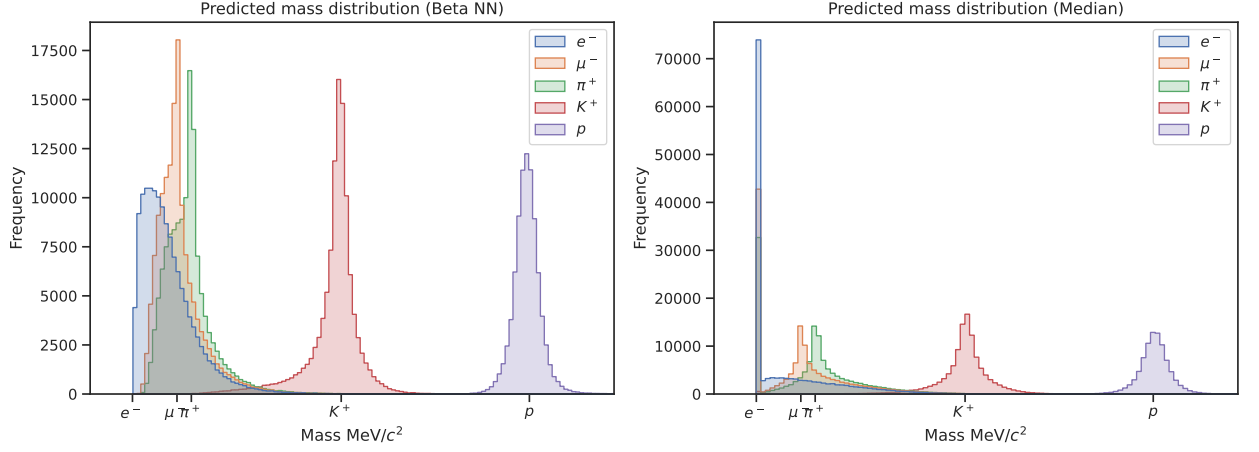 Predicted mass distribution (Beta NN)
Frequency
17500
15000
12500
10000
7500
5000
2500
0
e⁻
μ⁻
π⁺
K⁺
p
e⁻
μ⁻
π⁺
K⁺
p
Mass MeV/c²
Predicted mass distribution (Median)
Frequency
70000
60000
50000
40000
30000
20000
10000
0
e⁻
μ⁻
π⁺
K⁺
p
e⁻
μ⁻
π⁺
K⁺
p
Mass MeV/c²